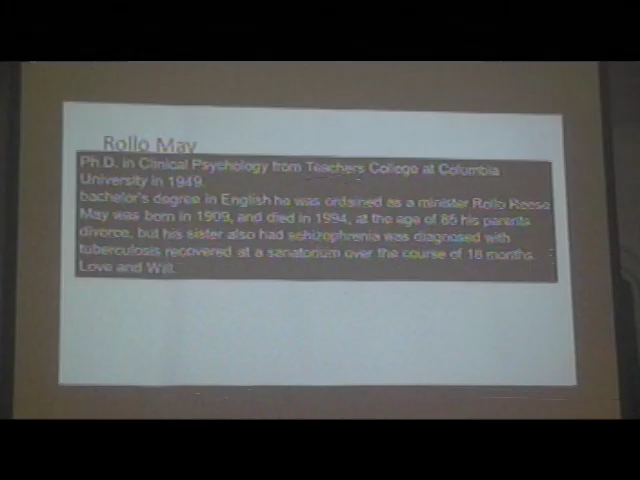 Rollo May
Ph.D. in Clinical Psychology from Teachers College at Columbia
University in 1949.
bachelor's degree in English he was ordained as a minister Rollo Reese
May was born in 1909, and died in 1994, at the age of 85 his parents
divorce, but his sister also had schizophrenia was diagnosed with
tuberculosis recovered at a sanatorium over the course of 18 months.
Love and Will.